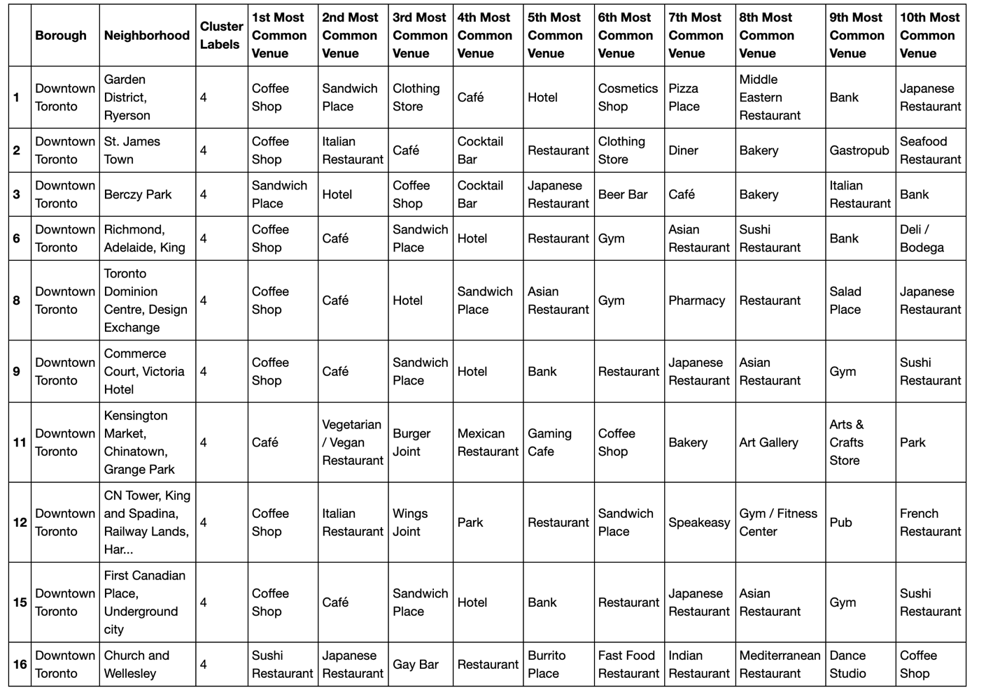 Borough Neighborhood Cluster Labels 1st Most Common Venue 2nd Most Common Venue 3rd Most Common Venue 4th Most Common Venue 5th Most Common Venue 6th Most Common Venue 7th Most Common Venue 8th Most Common Venue 9th Most Common Venue 10th Most Common Venue
1 Downtown Toronto Garden District, Ryerson 4 Coffee Shop Sandwich Place Clothing Store Café Hotel Cosmetics Shop Pizza Place Middle Eastern Restaurant Bank Japanese Restaurant
2 Downtown Toronto St. James Town 4 Coffee Shop Italian Restaurant Café Cocktail Bar Restaurant Clothing Store Diner Bakery Gastropub Seafood Restaurant
3 Downtown Toronto Berczy Park 4 Sandwich Place Hotel Coffee Shop Cocktail Bar Japanese Restaurant Beer Bar Café Bakery Italian Restaurant Bank
6 Downtown Toronto Richmond, Adelaide, King 4 Coffee Shop Café Sandwich Place Hotel Restaurant Gym Asian Restaurant Sushi Restaurant Bank Deli / Bodega
8 Downtown Toronto Toronto Dominion Centre, Design Exchange 4 Coffee Shop Café Hotel Sandwich Place Asian Restaurant Gym Pharmacy Restaurant Salad Place Japanese Restaurant
9 Downtown Toronto Commerce Court, Victoria Hotel 4 Coffee Shop Café Sandwich Place Hotel Bank Restaurant Japanese Restaurant Asian Restaurant Gym Sushi Restaurant
11 Downtown Toronto Kensington Market, Chinatown, Grange Park 4 Café Vegetarian / Vegan Restaurant Burger Joint Mexican Restaurant Gaming Cafe Coffee Shop Bakery Art Gallery Arts & Crafts Store Park
12 Downtown Toronto CN Tower, King and Spadina, Railway Lands, Har... 4 Coffee Shop Italian Restaurant Wings Joint Park Restaurant Sandwich Place Speakeasy Gym / Fitness Center Pub French Restaurant
15 Downtown Toronto First Canadian Place, Underground city 4 Coffee Shop Café Sandwich Place Hotel Bank Restaurant Japanese Restaurant Asian Restaurant Gym Sushi Restaurant
16 Downtown Toronto Church and Wellesley 4 Sushi Restaurant Japanese Restaurant Gay Bar Restaurant Burrito Place Fast Food Restaurant Indian Restaurant Mediterranean Restaurant Dance Studio Coffee Shop